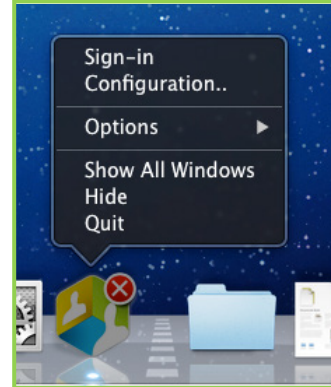 Sign-in
Configuration..
Options
Show All Windows
Hide
Quit